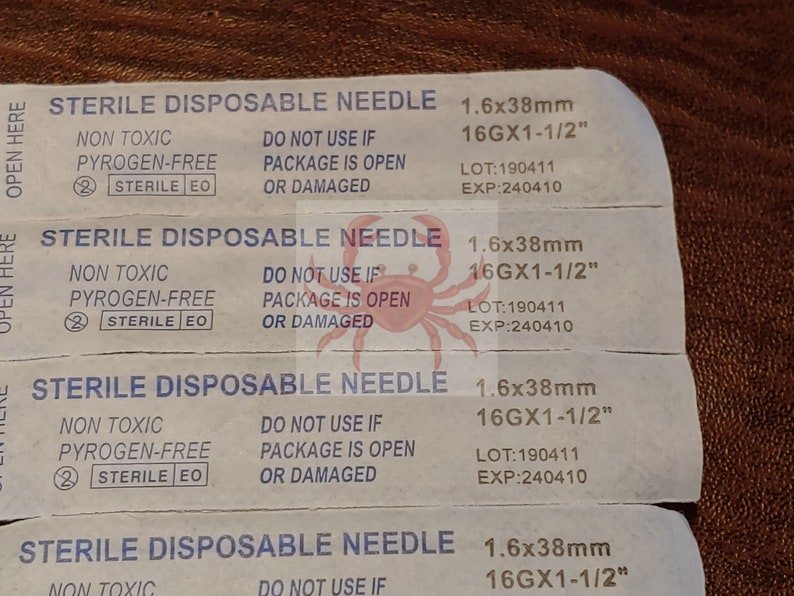 OPEN HERE
STERILE DISPOSABLE NEEDLE 1.6x38mm
NON TOXIC DO NOT USE IF 16GX1-1/2"
PYROGEN-FREE PACKAGE IS OPEN LOT:190411
2 STERILE EO OR DAMAGED EXP:240410
OPEN HERE
STERILE DISPOSABLE NEEDLE 1.6x38mm
NON TOXIC DO NOT USE IF 16GX1-1/2"
PYROGEN-FREE PACKAGE IS OPEN LOT:190411
2 STERILE EO OR DAMAGED EXP:240410
OPEN HERE
STERILE DISPOSABLE NEEDLE 1.6x38mm
NON TOXIC DO NOT USE IF 16GX1-1/2"
PYROGEN-FREE PACKAGE IS OPEN LOT:190411
2 STERILE EO OR DAMAGED EXP:240410
STERILE DISPOSABLE NEEDLE 1.6x38mm
NON TOXIC DO NOT USE IF 16GX1-1/2"